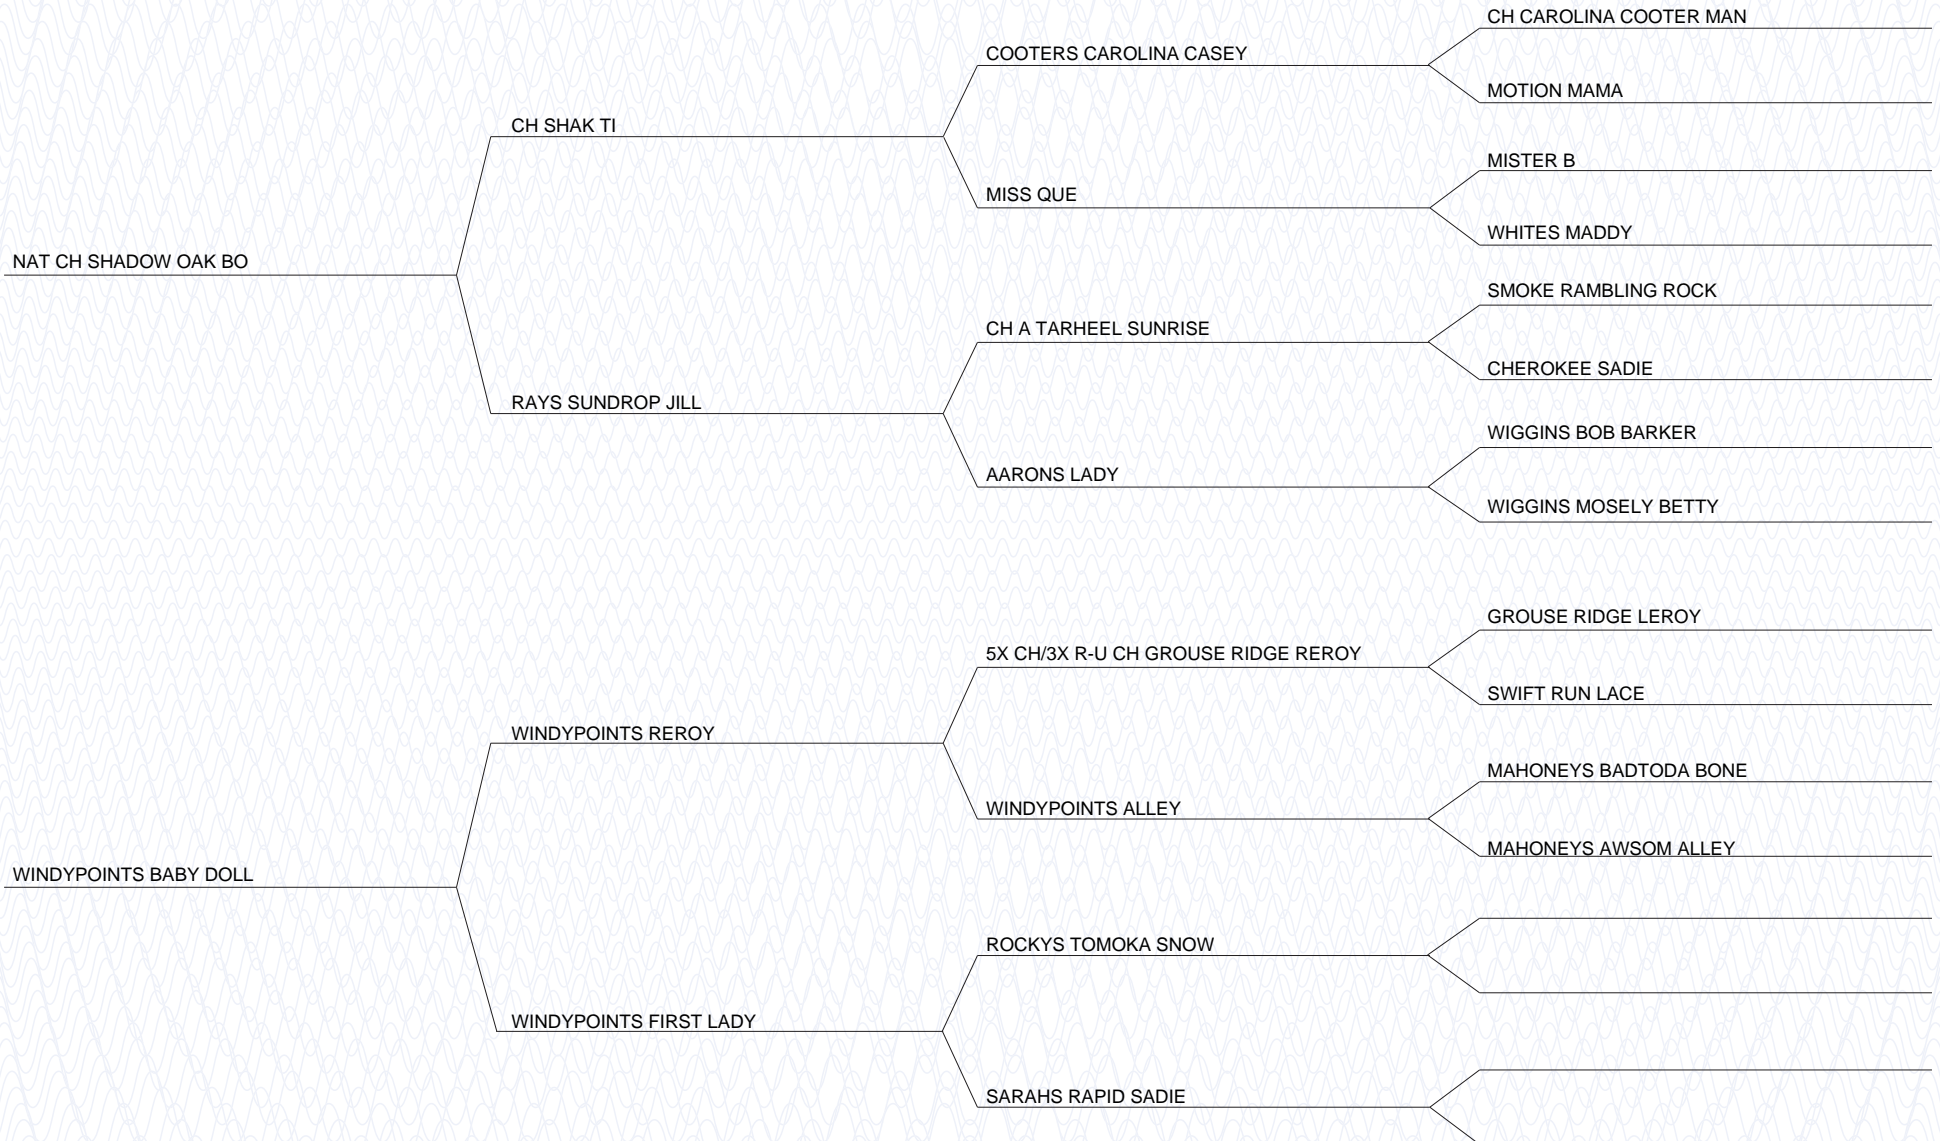 CH CAROLINA COOTER MAN
COOTERS CAROLINA CASEY
MOTION MAMA
CH SHAK TI
MISTER B
MISS QUE
WHITES MADDY
NAT CH SHADOW OAK BO
SMOKE RAMBLING ROCK
CH A TARHEEL SUNRISE
CHEROKEE SADIE
RAYS SUNDROP JILL
WIGGINS BOB BARKER
AARONS LADY
WIGGINS MOSELY BETTY
GROUSE RIDGE LEROY
5X CH/3X R-U CH GROUSE RIDGE REROY
SWIFT RUN LACE
WINDYPOINTS REROY
MAHONEYS BADTODA BONE
WINDYPOINTS ALLEY
MAHONEYS AWSOM ALLEY
WINDYPOINTS BABY DOLL
ROCKYS TOMOKA SNOW
WINDYPOINTS FIRST LADY
SARAHS RAPID SADIE